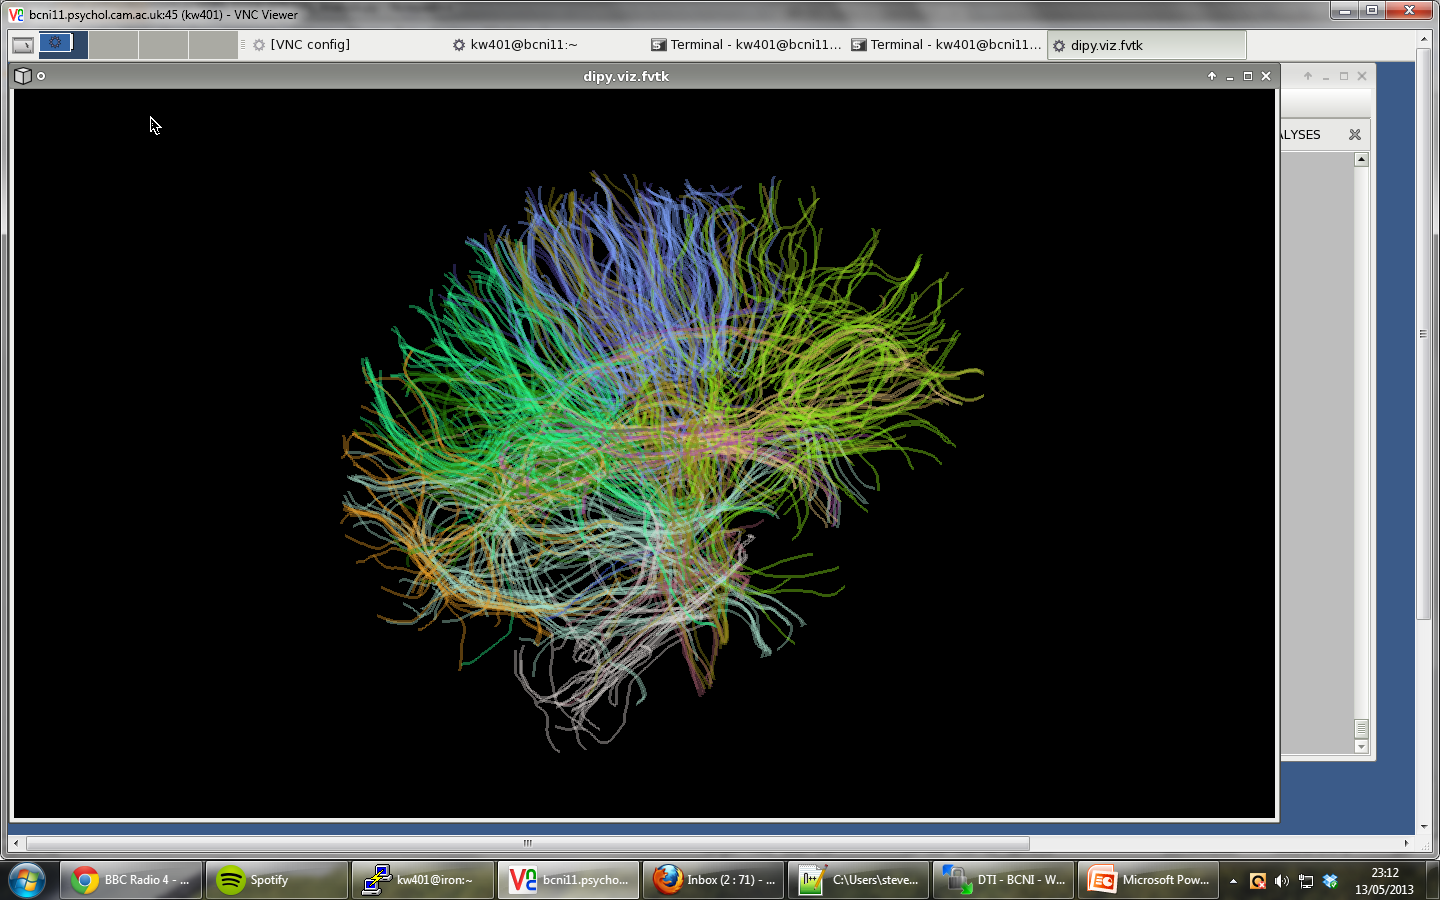 bcni11.psychol.cam.ac.uk:45 (kw401) - VNC Viewer
[VNC config]
kw401@bcni11:~
Terminal - kw401@bcni11...
Terminal - kw401@bcni11...
dipy.viz.fvtk
dipy.viz.fvtk
ALYSES
BBC Radio 4 - ...
Spotify
kw401@iron:~
bcni11.psycho...
Inbox (2 : 71) - ...
C:\Users\steve...
DTI - BCNI - W...
Microsoft Pow...
23:12
13/05/2013